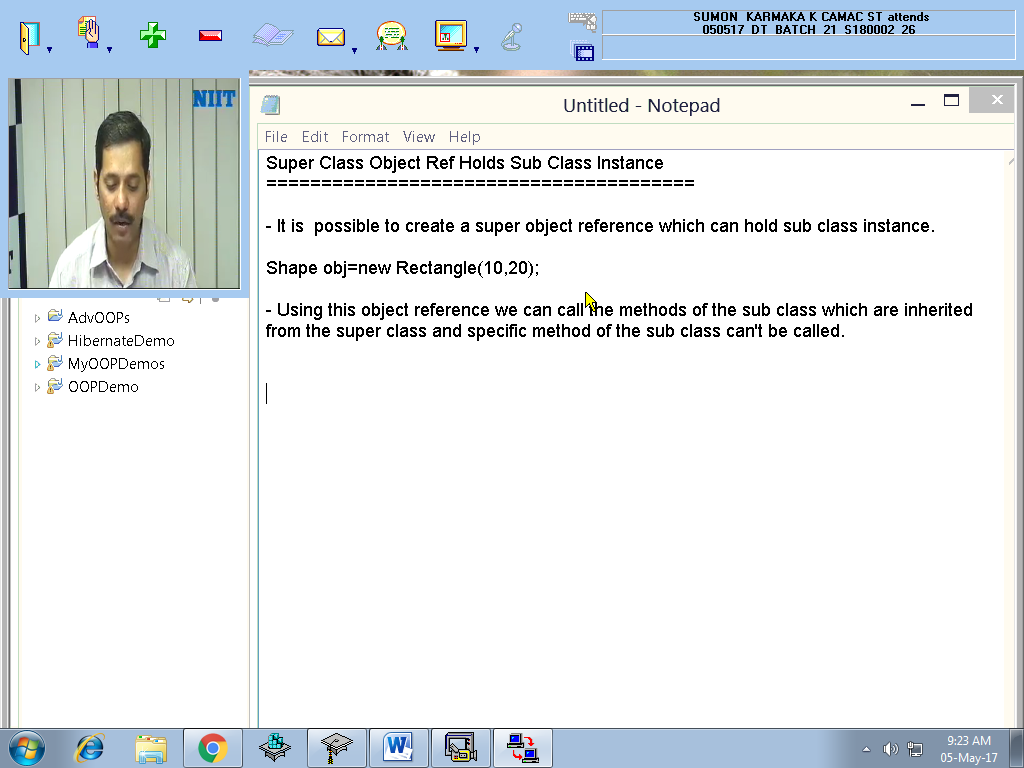 SUMON KARMAKA K CAMAC ST attends
050517 DT BATCH 21 S180002 26
NIIT
Untitled - Notepad
File Edit Format View Help
Super Class Object Ref Holds Sub Class Instance
=======================================
- It is  possible to create a super object reference which can hold sub class instance.
Shape obj=new Rectangle(10,20);
- Using this object reference we can call the methods of the sub class which are inherited
from the super class and specific method of the sub class can't be called.
AdvOOPs
HibernateDemo
MyOOPDemos
OOPDemo
9:23 AM
05-May-17